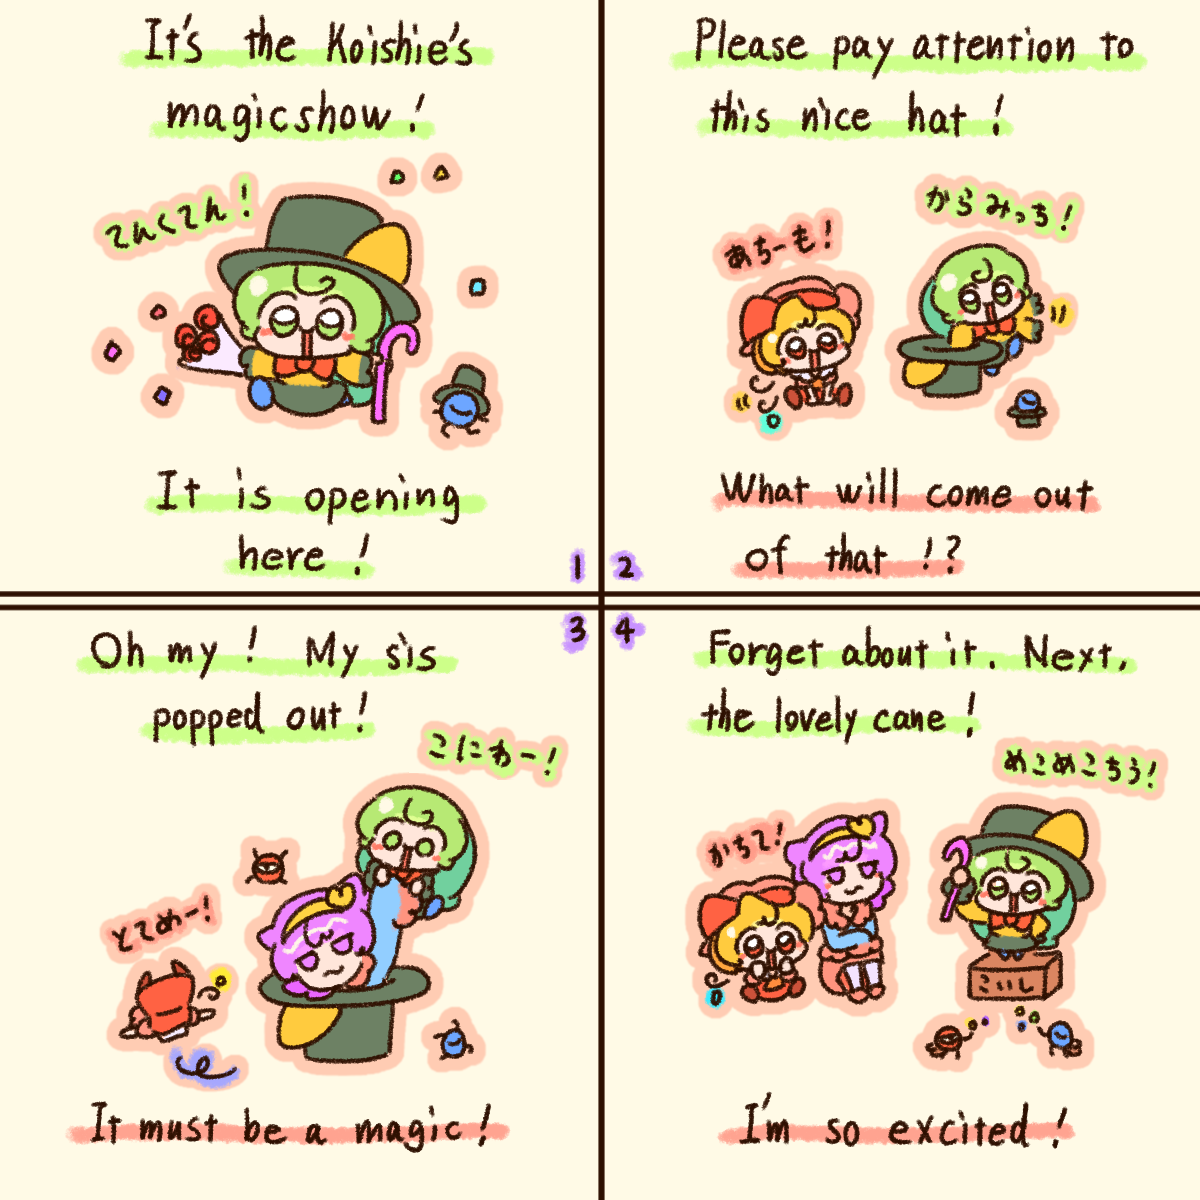 It's the Koishie's
magicshow!
てんくてん!
It is opening
here!
1
Please pay attention to
this nice hat!
あちーも!
からみっち!
What will come out
of that!?
2
3
Oh my! My sis
popped out!
こにわー!
とてめー!
It must be a magic!
4
Forget about it. Next,
the lovely cane!
めこめこちう!
かちて!
こいし
I'm so excited!